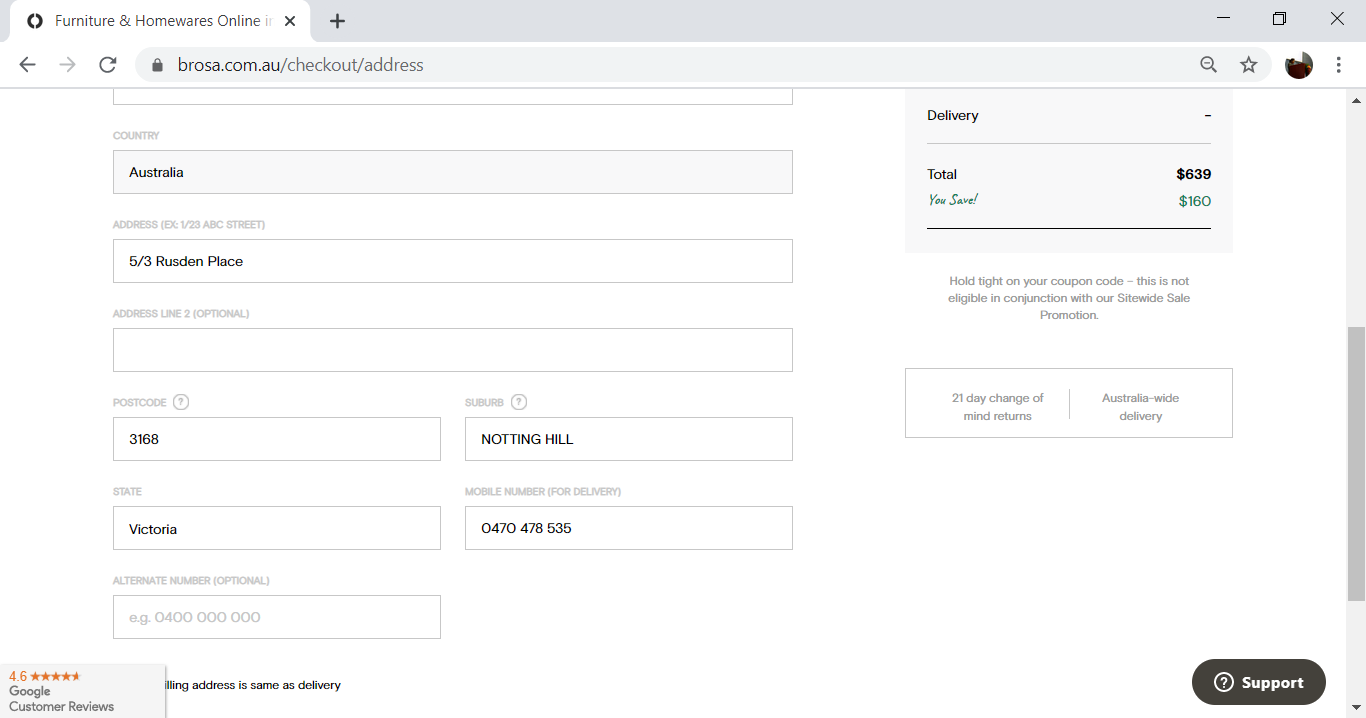 Furniture & Homewares Online in
brosa.com.au/checkout/address
COUNTRY
Australia
ADDRESS (EX: 1/23 ABC STREET)
5/3 Rusden Place
ADDRESS LINE 2 (OPTIONAL)
POSTCODE ?
SUBURB ?
3168
NOTTING HILL
STATE
MOBILE NUMBER (FOR DELIVERY)
Victoria
0470 478 535
ALTERNATE NUMBER (OPTIONAL)
e.g. 0400 000 000
illing address is same as delivery
4.6 ★★★★★
Google
Customer Reviews
Delivery -
Total $639
You Save! $160
Hold tight on your coupon code – this is not
eligible in conjunction with our Sitewide Sale
Promotion.
21 day change of
mind returns
Australia-wide
delivery
? Support